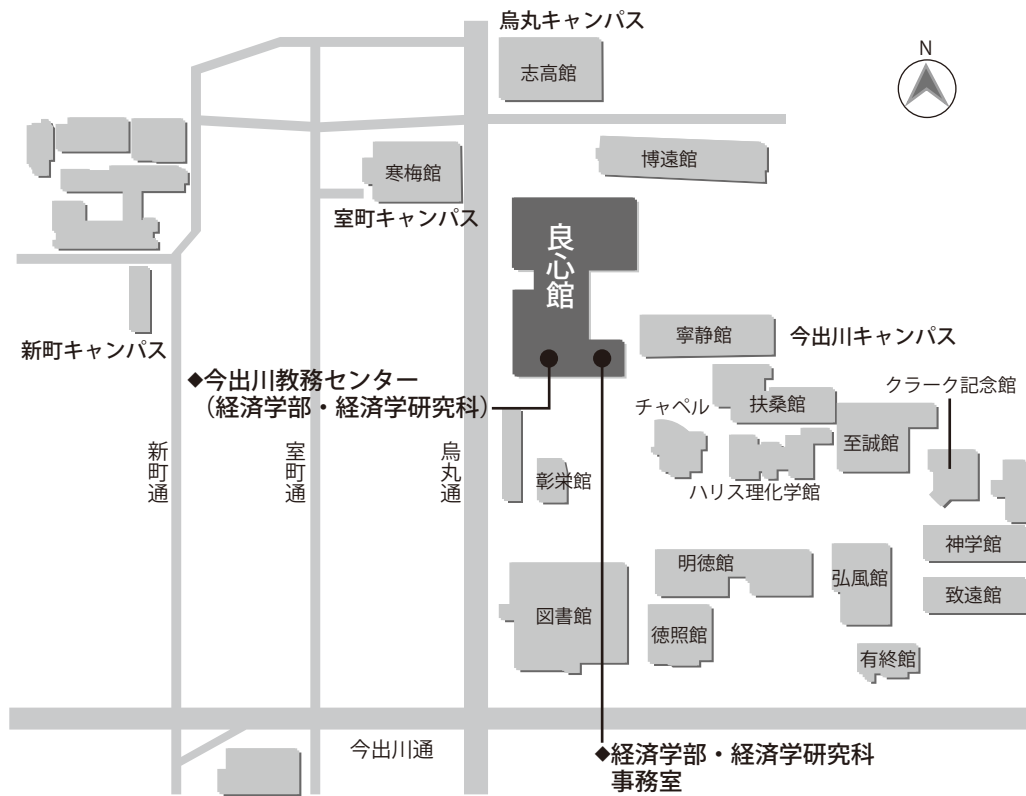 烏丸キャンパス
志高館
N
博遠館
寒梅館
室町キャンパス
良心館
新町キャンパス
寧静館
今出川キャンパス
◆今出川教務センター
（経済学部・経済学研究科）
クラーク記念館
チャペル
扶桑館
至誠館
新町通
室町通
烏丸通
彰栄館
ハリス理化学館
神学館
明徳館
弘風館
致遠館
図書館
徳照館
有終館
今出川通
◆経済学部・経済学研究科
事務室